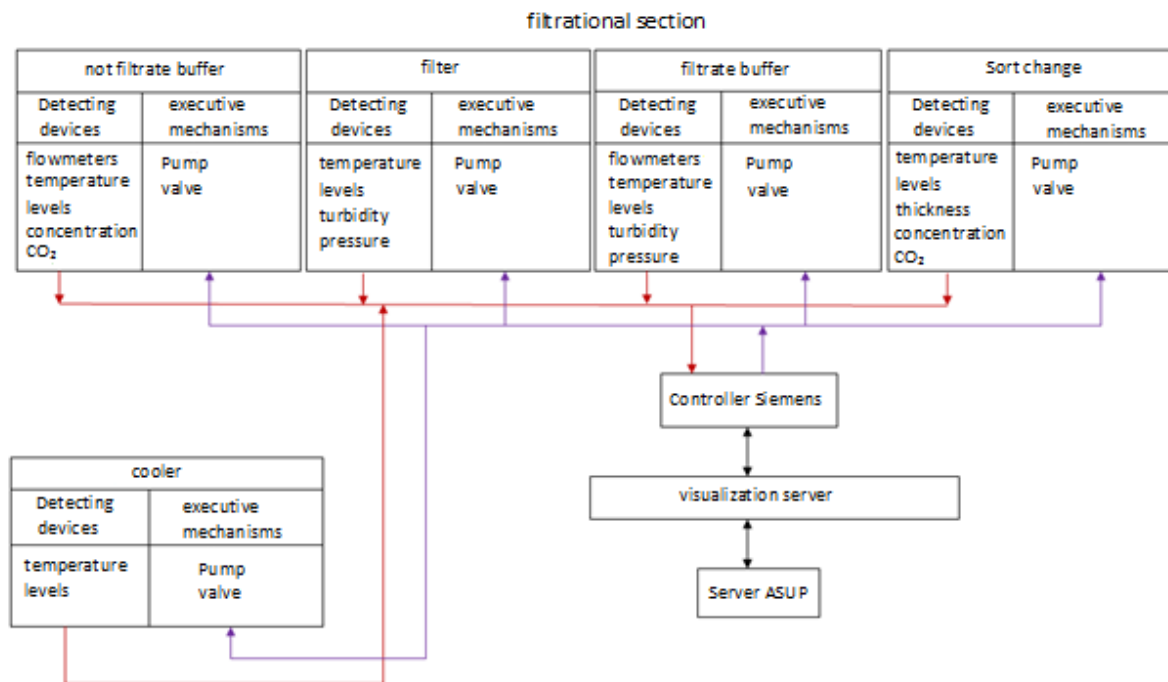 filtrational section
not filtrate buffer
Detecting
devices
executive
mechanisms
flowmeters
temperature
levels
concentration
CO₂
Pump
valve
filter
Detecting
devices
executive
mechanisms
temperature
levels
turbidity
pressure
Pump
valve
filtrate buffer
Detecting
devices
executive
mechanisms
flowmeters
temperature
levels
turbidity
pressure
Pump
valve
Sort change
Detecting
devices
executive
mechanisms
temperature
levels
thickness
concentration
CO₂
Pump
valve
Controller Siemens
visualization server
Server ASUP
cooler
Detecting
devices
executive
mechanisms
temperature
levels
Pump
valve